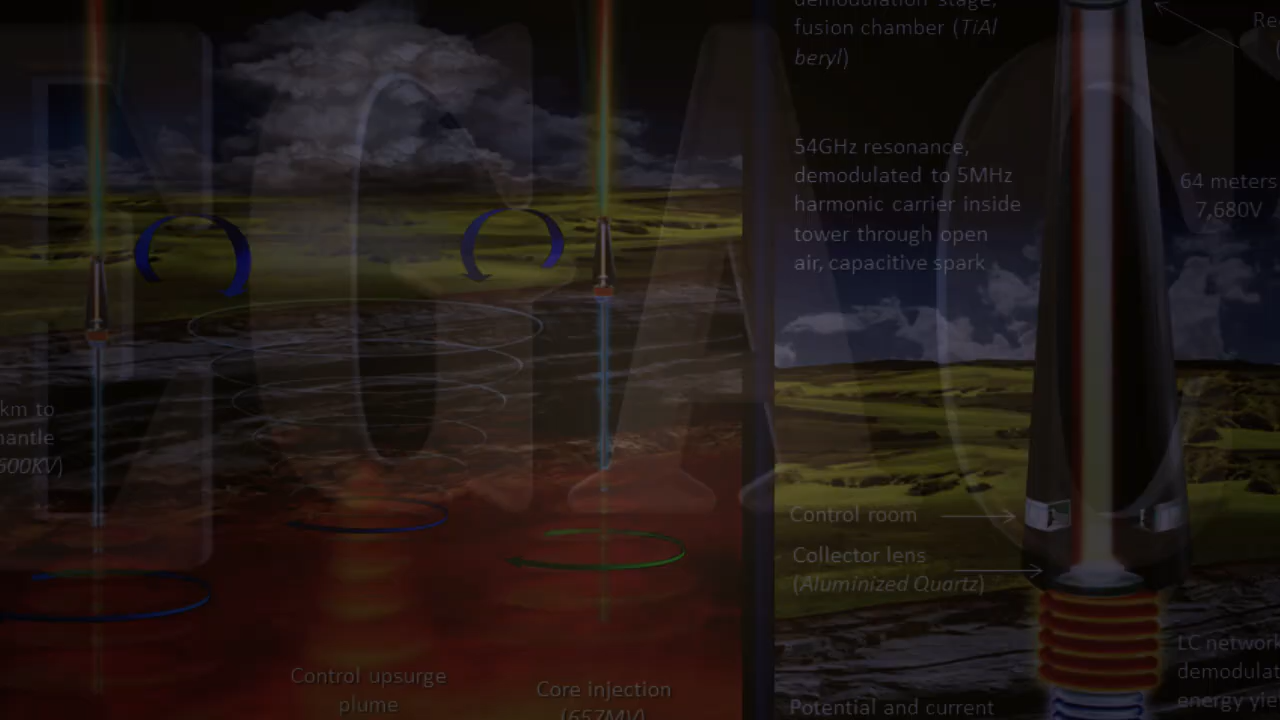 demodulation stage,
fusion chamber (TiAl
beryl)
54GHz resonance,
demodulated to 5MHz
harmonic carrier inside
tower through open
air, capacitive spark
64 meters
7,680V
km to
mantle
600KV)
Control room
Collector lens
(Aluminized Quartz)
LC network
demodulat
energy yie
Control upsurge
plume
Core injection
(657MV)
Potential and current